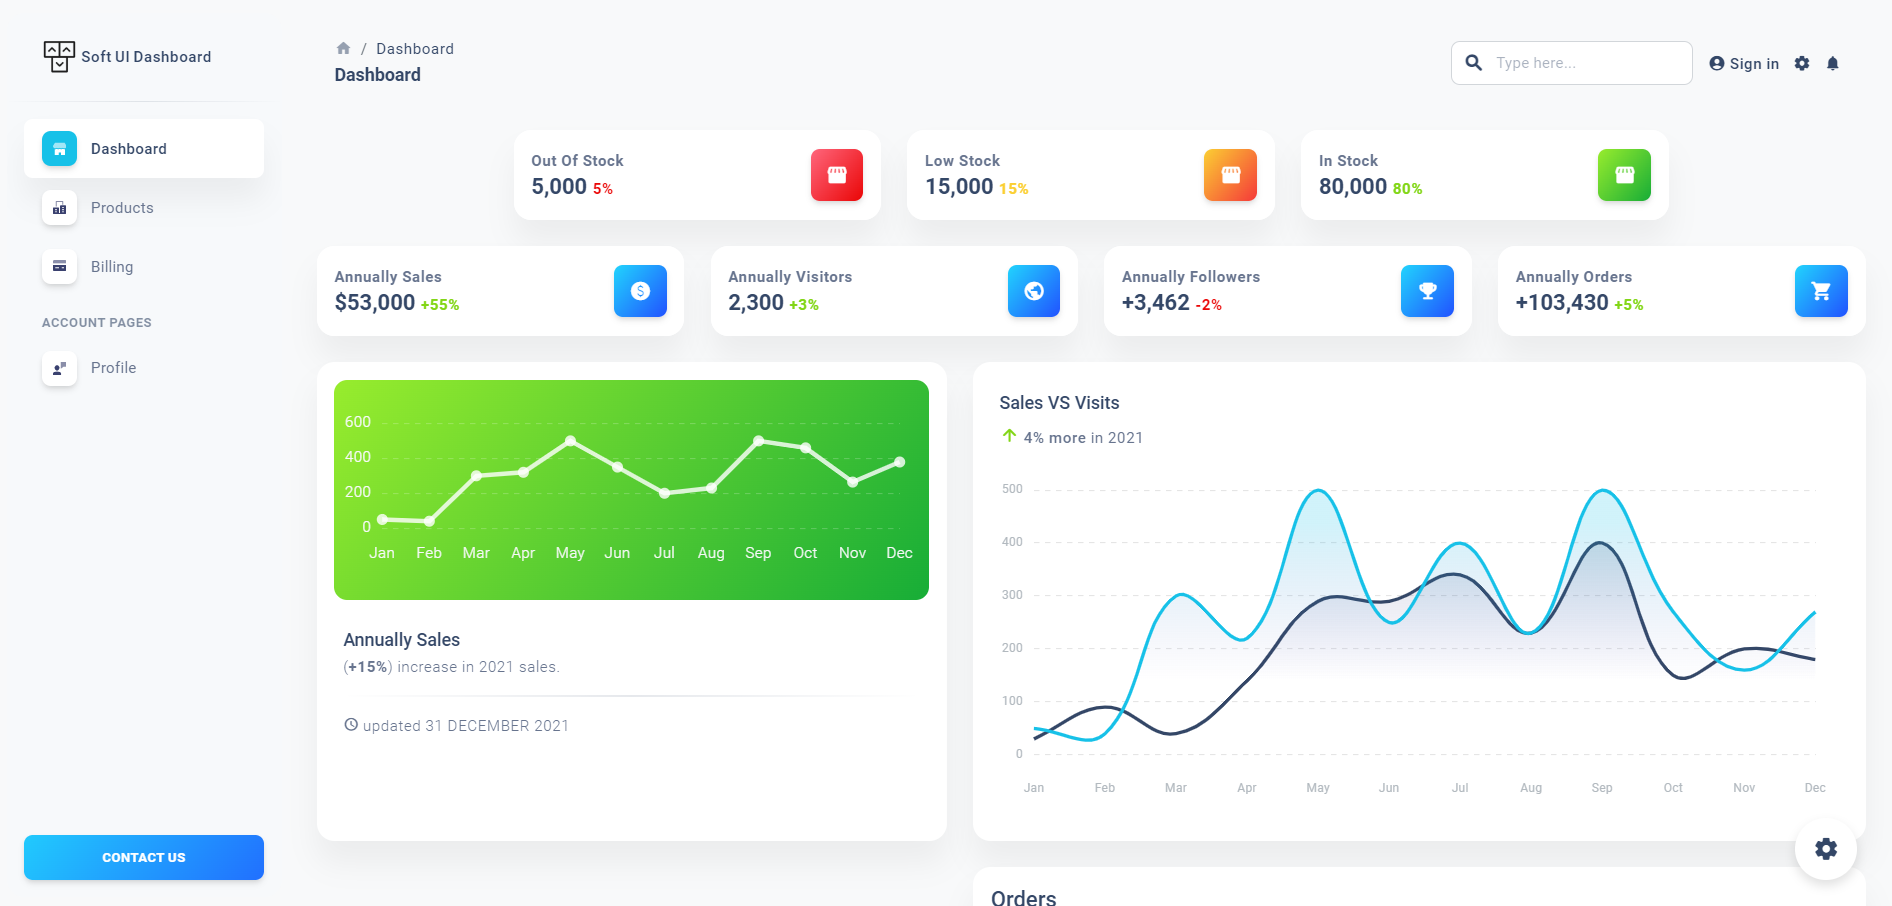 Soft UI Dashboard
Dashboard
Products
Billing
ACCOUNT PAGES
Profile
CONTACT US
/ Dashboard
Dashboard
Type here...
Sign in
Out Of Stock
5,000 5%
Low Stock
15,000 15%
In Stock
80,000 80%
Annually Sales
$53,000 +55%
Annually Visitors
2,300 +3%
Annually Followers
+3,462 -2%
Annually Orders
+103,430 +5%
600
400
200
0
Jan Feb Mar Apr May Jun Jul Aug Sep Oct Nov Dec
Annually Sales
(+15%) increase in 2021 sales.
updated 31 DECEMBER 2021
Sales VS Visits
4% more in 2021
500
400
300
200
100
0
Jan Feb Mar Apr May Jun Jul Aug Sep Oct Nov Dec
Orders